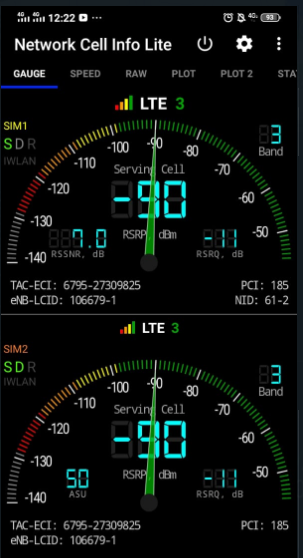 4G 4G 12:22 4G 93
Network Cell Info Lite
GAUGE SPEED RAW PLOT PLOT 2 STA
LTE 3
SIM1
S D R
IWLAN
3
Band
-140 -130 -120 -110 -100 -90 -80 -70 -60 -50
Serving Cell
-90
RSRP, dBm
7.0
RSSNR, dB
-11
RSRQ, dB
TAC-ECI: 6795-27309825 PCI: 185
eNB-LCID: 106679-1 NID: 61-2
LTE 3
SIM2
S D R
IWLAN
3
Band
-140 -130 -120 -110 -100 -90 -80 -70 -60 -50
Serving Cell
-90
RSRP, dBm
50
ASU
-11
RSRQ, dB
TAC-ECI: 6795-27309825 PCI: 185
eNB-LCID: 106679-1